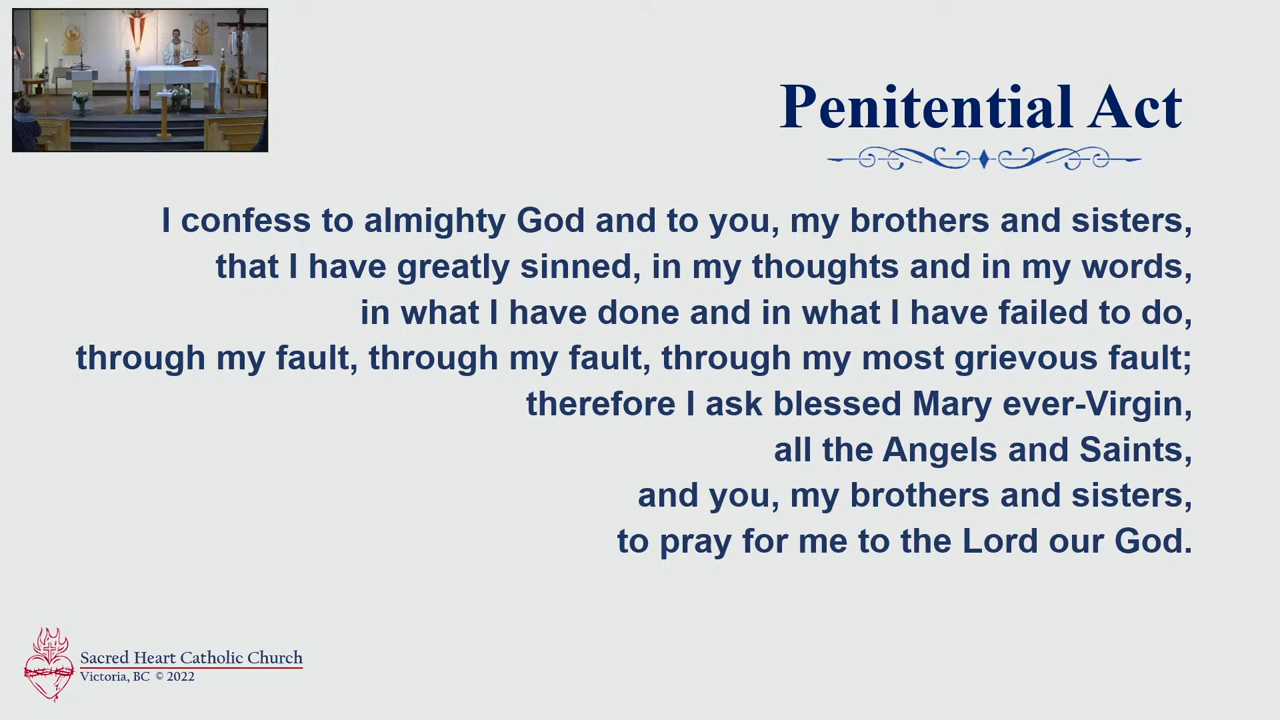 Penitential Act
I confess to almighty God and to you, my brothers and sisters,
that I have greatly sinned, in my thoughts and in my words,
in what I have done and in what I have failed to do,
through my fault, through my fault, through my most grievous fault;
therefore I ask blessed Mary ever-Virgin,
all the Angels and Saints,
and you, my brothers and sisters,
to pray for me to the Lord our God.
Sacred Heart Catholic Church
Victoria, BC © 2022